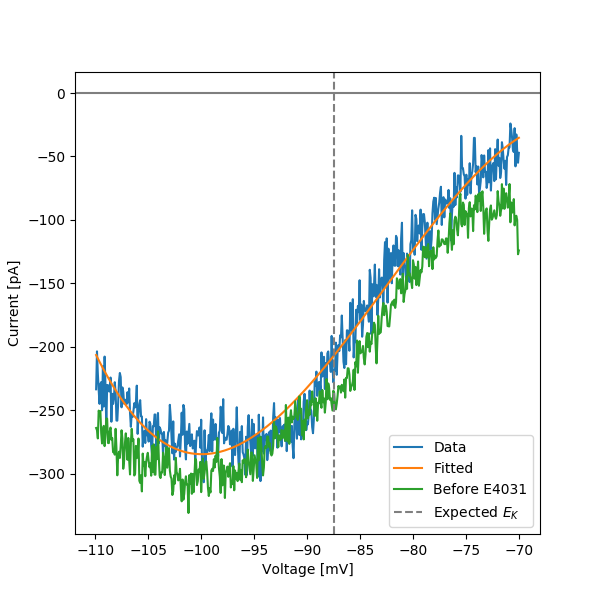 0
−50
−100
−150
−200
−250
−300
Current [pA]
Data
Fitted
Before E4031
Expected E_K
−110 −105 −100 −95 −90 −85 −80 −75 −70
Voltage [mV]